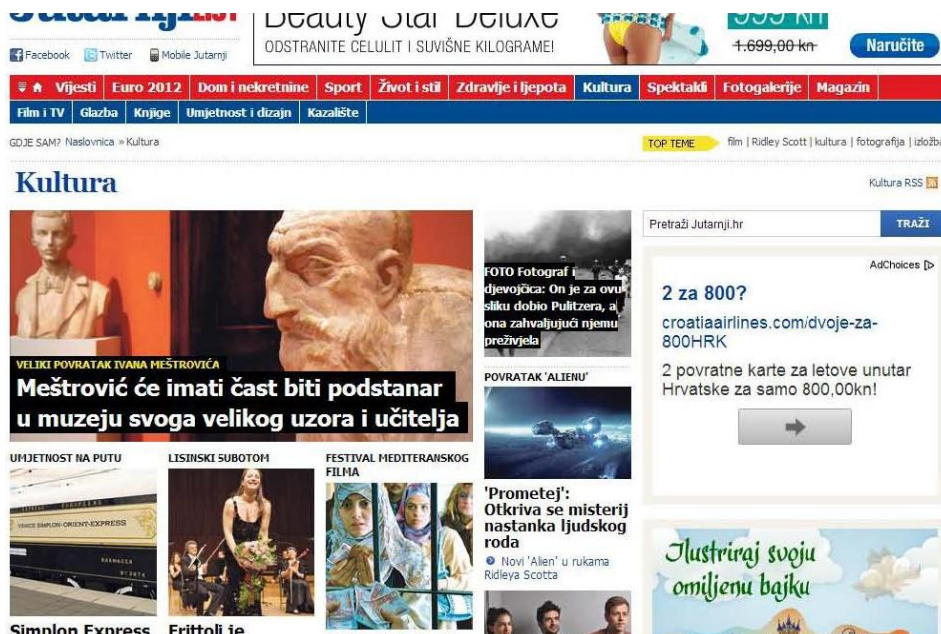 Jutarnji LIST
Beauty Star Deluxe
ODSTRANITE CELULIT I SUVIŠNE KILOGRAME!
999 kn
1.699,00 kn
Naručite
Facebook Twitter Mobile Jutarnji
Vijesti Euro 2012 Dom i nekretnine Sport Život i stil Zdravlje i ljepota Kultura Spektakli Fotogalerije Magazin
Film i TV Glazba Knjige Umjetnost i dizajn Kazalište
GDJE SAM? Naslovnica » Kultura
TOP TEME film | Ridley Scott | kultura | fotografija | izložba
Kultura
Kultura RSS
VELIKI POVRATAK IVANA MEŠTROVIĆA
Meštrović će imati čast biti podstanar
u muzeju svoga velikog uzora i učitelja
FOTO Fotograf i
djevojčica: On je za ovu
sliku dobio Pulitzera, a
ona zahvaljujući njemu
preživjela
Pretraži Jutarnji.hr
TRAŽI
AdChoices
2 za 800?
croatiaairlines.com/dvoje-za-
800HRK
2 povratne karte za letove unutar
Hrvatske za samo 800,00kn!
POVRATAK 'ALIENU'
'Prometej':
Otkriva se misterij
nastanka ljudskog
roda
Novi 'Alien' u rukama
Ridleya Scotta
UMJETNOST NA PUTU
VENICE SIMPLON-ORIENT-EXPRESS
Simplon Express
LISINSKI SUBOTOM
Frittoli je
FESTIVAL MEDITERANSKOG
FILMA
Ilustriraj svoju
omiljenu bajku